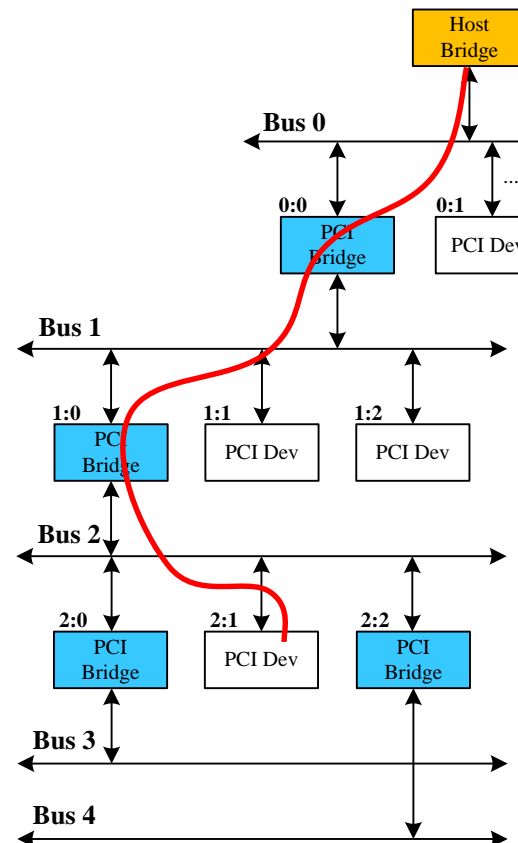 Host
Bridge
Bus 0
...
0:0
0:1
PCI
Bridge
PCI Dev
Bus 1
1:0
1:1
1:2
PCI
Bridge
PCI Dev
PCI Dev
Bus 2
2:0
2:1
2:2
PCI
Bridge
PCI Dev
PCI
Bridge
Bus 3
Bus 4